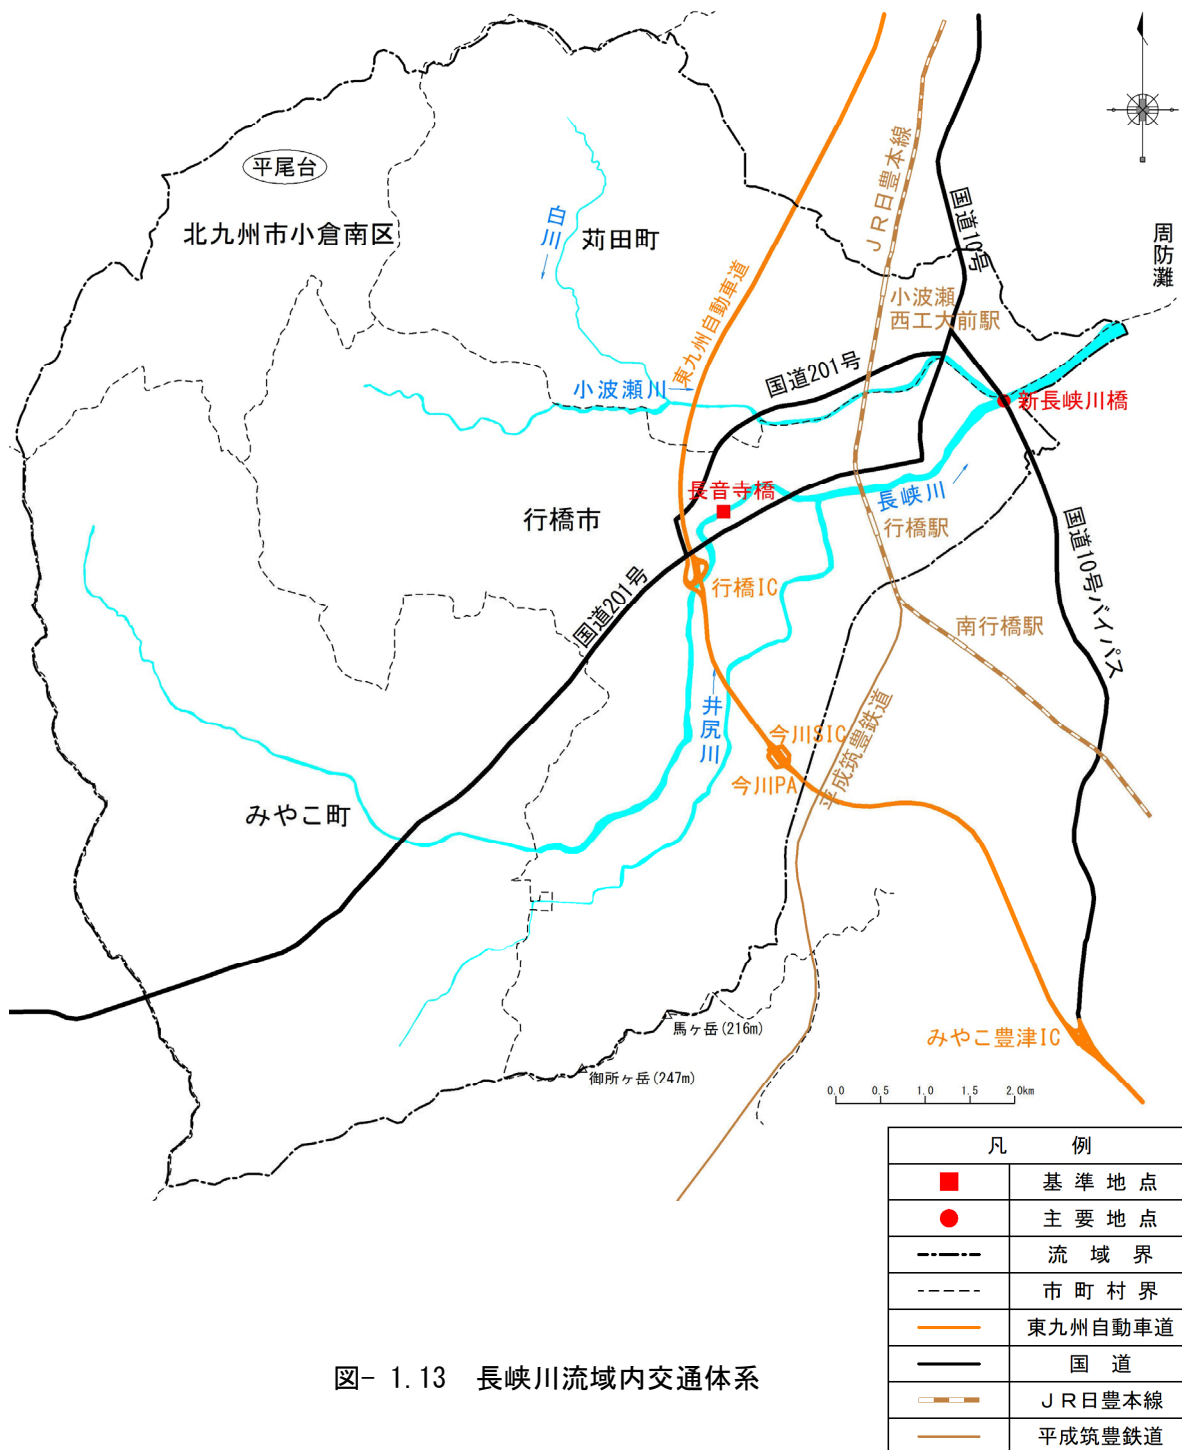 平尾台
北九州市小倉南区
白川
苅田町
東九州自動車道
JR日豊本線
国道10号
周防灘
小波瀬
西工大前駅
小波瀬川
国道201号
新長峡川橋
長音寺橋
長峡川
行橋市
行橋駅
国道10号バイパス
国道201号
行橋IC
南行橋駅
井尻川
今川SIC
今川PA
平成筑豊鉄道
みやこ町
馬ヶ岳(216m)
みやこ豊津IC
御所ヶ岳(247m)
0.0 0.5 1.0 1.5 2.0km
凡 例
基準地点
主要地点
流域界
市町村界
東九州自動車道
国道
JR日豊本線
平成筑豊鉄道
図- 1.13 長峡川流域内交通体系